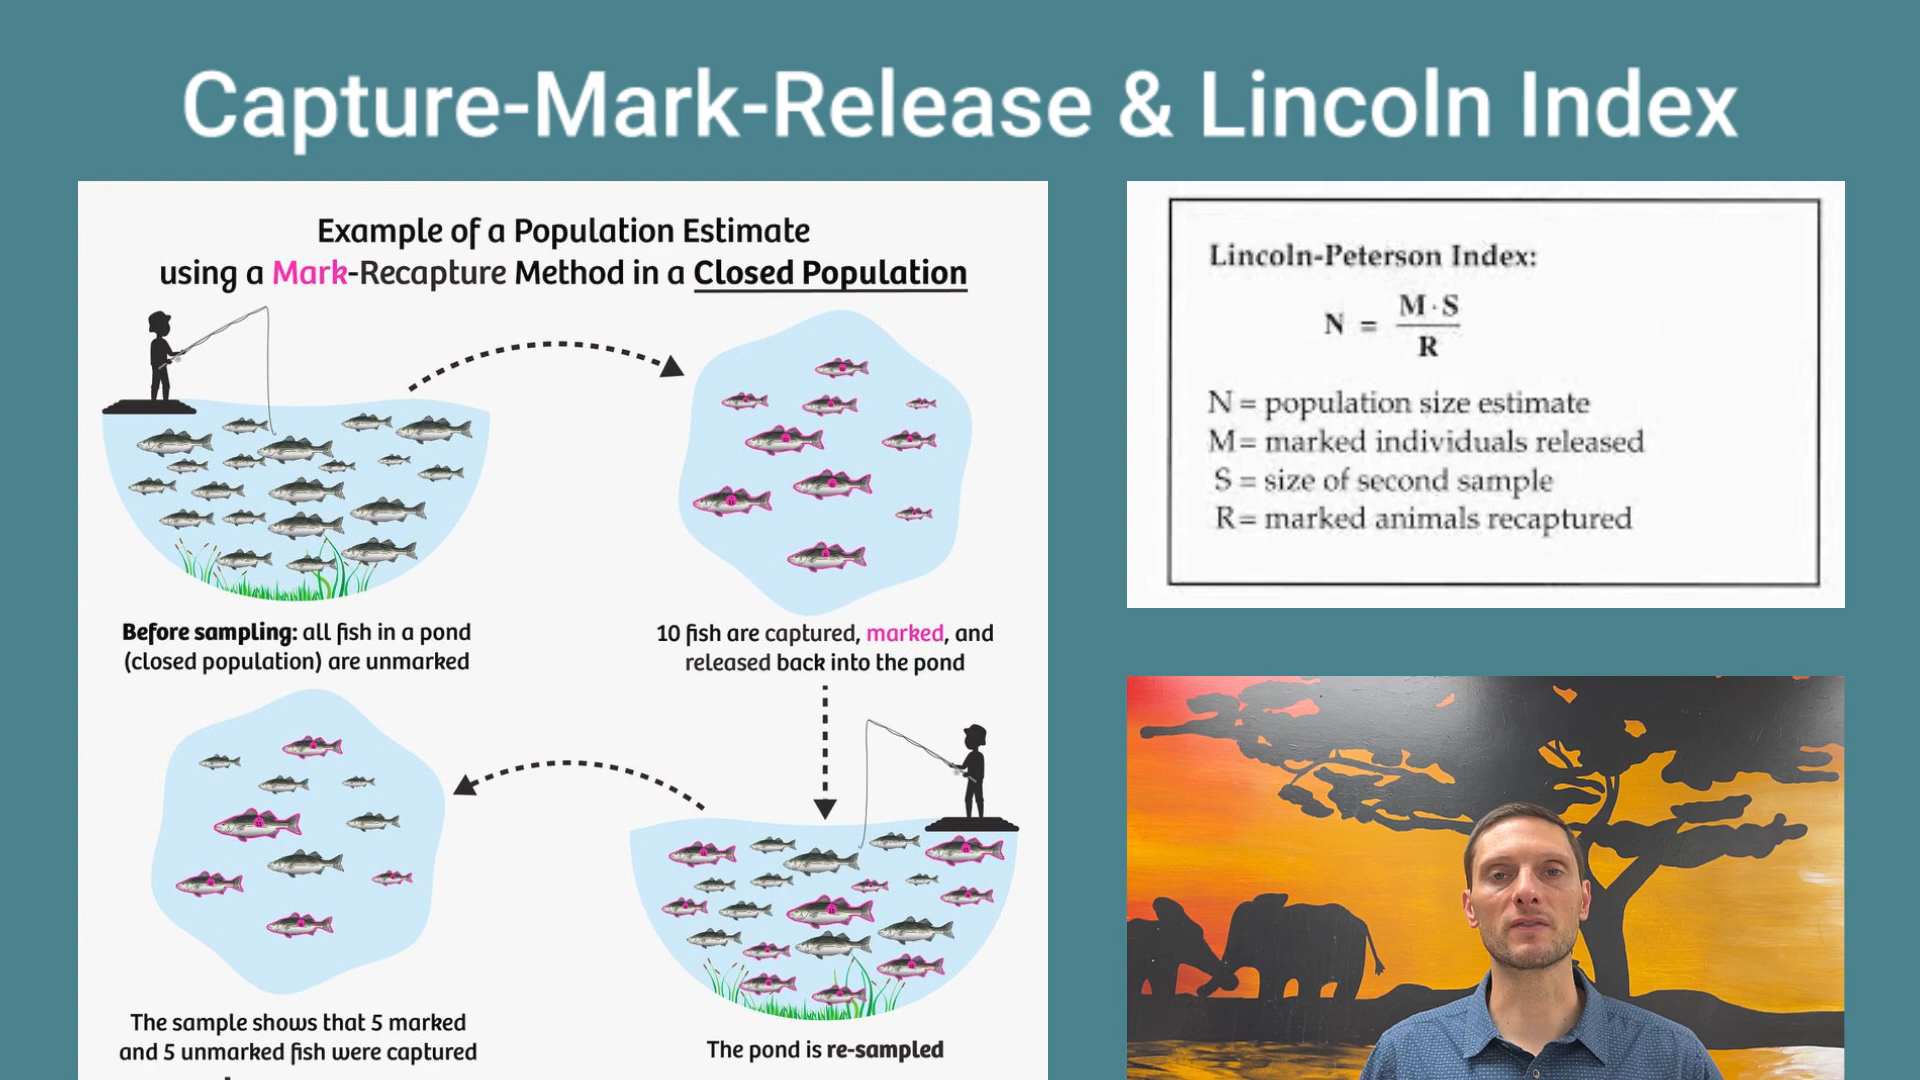 Capture-Mark-Release & Lincoln Index
Example of a Population Estimate
using a Mark-Recapture Method in a Closed Population
Before sampling: all fish in a pond
(closed population) are unmarked
10 fish are captured, marked, and
released back into the pond
The sample shows that 5 marked
and 5 unmarked fish were captured
The pond is re-sampled
Lincoln-Peterson Index:
N = M · S
R
N = population size estimate
M = marked individuals released
S = size of second sample
R = marked animals recaptured